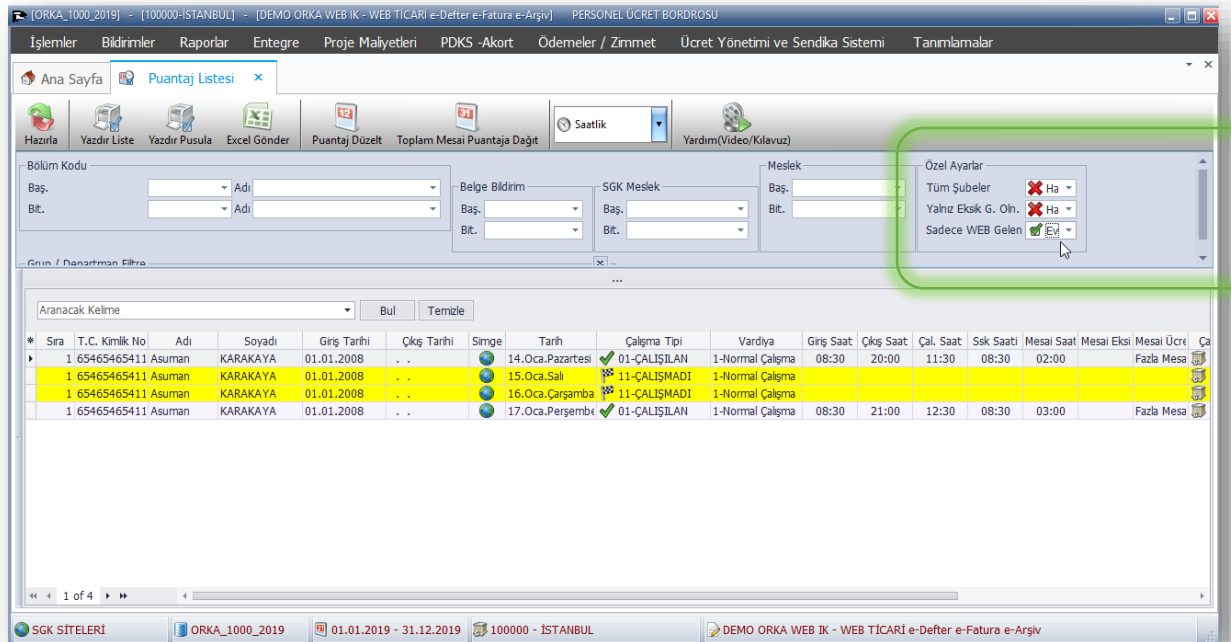 [ORKA_1000_2019] - [100000-İSTANBUL] - [DEMO ORKA WEB IK - WEB TİCARİ e-Defter e-Fatura e-Arşiv] PERSONEL ÜCRET BORDROSU
İşlemler Bildirimler Raporlar Entegre Proje Maliyetleri PDKS -Akort Ödemeler / Zimmet Ücret Yönetimi ve Sendika Sistemi Tanımlamalar
Ana Sayfa Puantaj Listesi ×
Saatlik
Hazırla Yazdır Liste Yazdır Pusula Excel Gönder Puantaj Düzelt Toplam Mesai Puantaja Dağıt Yardım(Video/Kılavuz)
Bölüm Kodu Meslek Özel Ayarlar
Baş. Adı Belge Bildirim SGK Meslek Baş. Tüm Şubeler Ha
Bit. Adı Baş. Baş. Bit. Yalnız Eksik G. Oln. Ha
Bit. Bit. Sadece WEB Gelen Ev
Grup / Departman Filtre
...
Aranacak Kelime Bul Temizle
* Sıra T.C. Kimlik No Adı Soyadı Giriş Tarihi Çıkış Tarihi Simge Tarih Çalışma Tipi Vardiya Giriş Saat Çıkış Saat Çal. Saat Ssk Saati Mesai Saat Mesai Eksi Mesai Ücre Ça
1 65465465411 Asuman KARAKAYA 01.01.2008 . . 14.Oca.Pazartesi 01-ÇALIŞILAN 1-Normal Çalışma 08:30 20:00 11:30 08:30 02:00 Fazla Mesa
1 65465465411 Asuman KARAKAYA 01.01.2008 . . 15.Oca.Salı 11-ÇALIŞMADI 1-Normal Çalışma
1 65465465411 Asuman KARAKAYA 01.01.2008 . . 16.Oca.Çarşamba 11-ÇALIŞMADI 1-Normal Çalışma
1 65465465411 Asuman KARAKAYA 01.01.2008 . . 17.Oca.Perşembe 01-ÇALIŞILAN 1-Normal Çalışma 08:30 21:00 12:30 08:30 03:00 Fazla Mesa
1 of 4
SGK SİTELERİ ORKA_1000_2019 01.01.2019 - 31.12.2019 100000 - İSTANBUL DEMO ORKA WEB IK - WEB TİCARİ e-Defter e-Fatura e-Arşiv